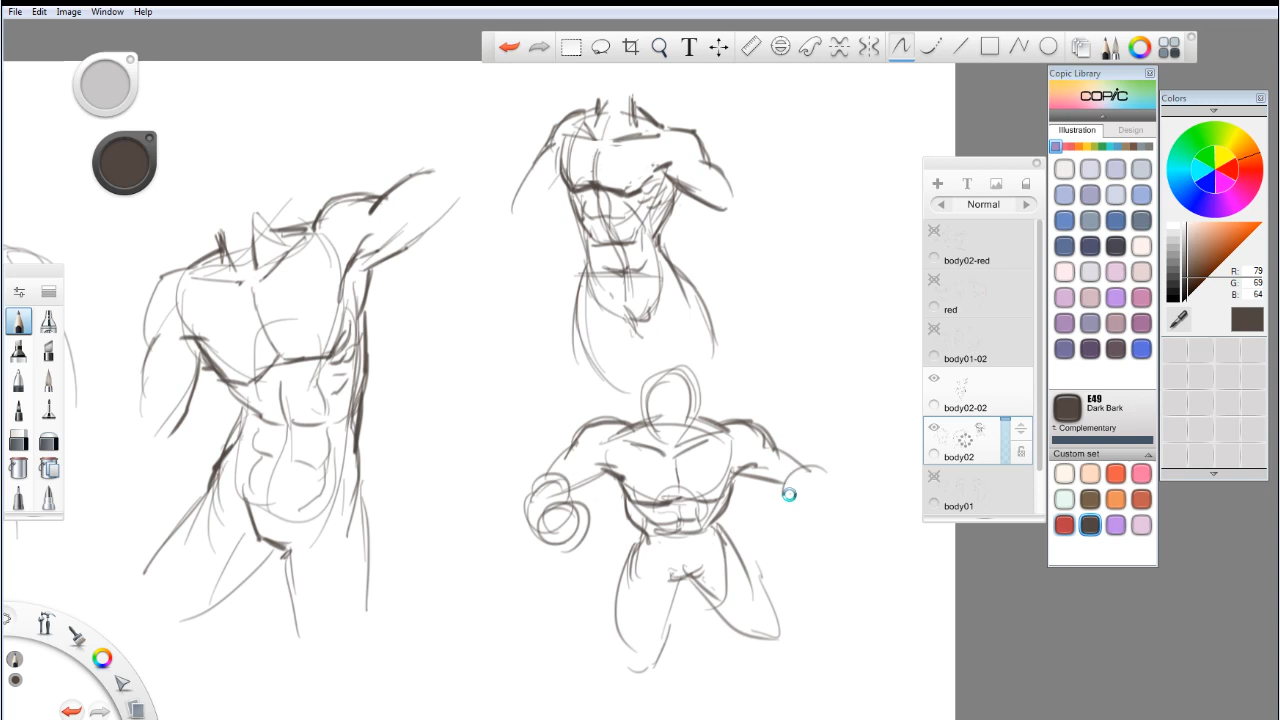 File Edit Image Window Help
T
Copic Library
COPIC
Illustration Design
Colors
R: 79
G: 69
B: 64
T
Normal
body02-red
red
body01-02
body02-02
body02
body01
E49
Dark Bark
Complementary
Custom set